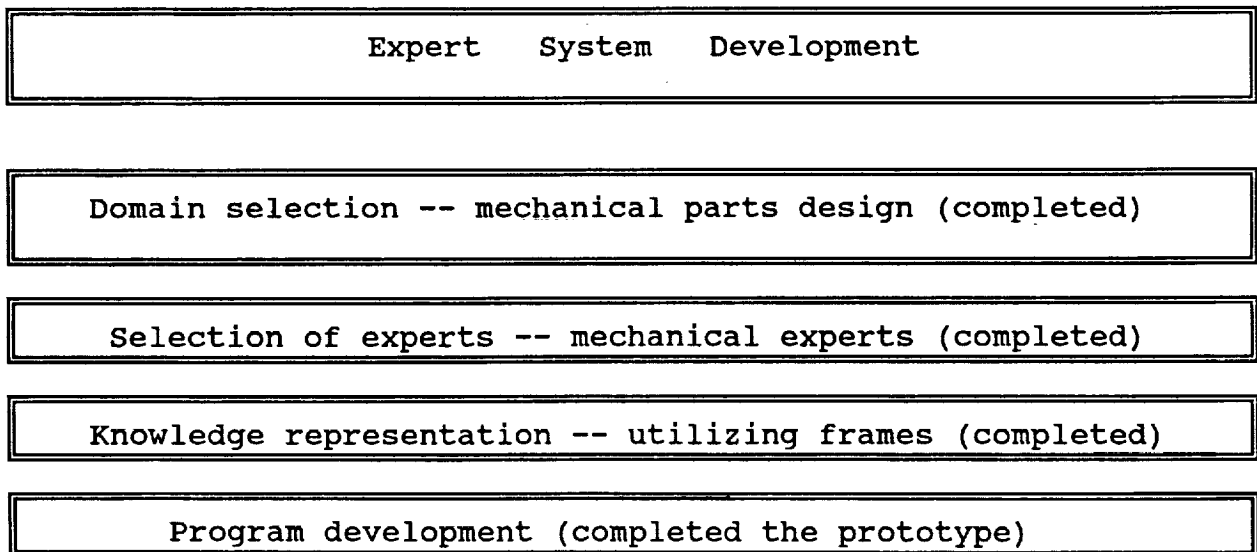 Expert System Development
Domain selection -- mechanical parts design (completed)
Selection of experts -- mechanical experts (completed)
Knowledge representation -- utilizing frames (completed)
Program development (completed the prototype)